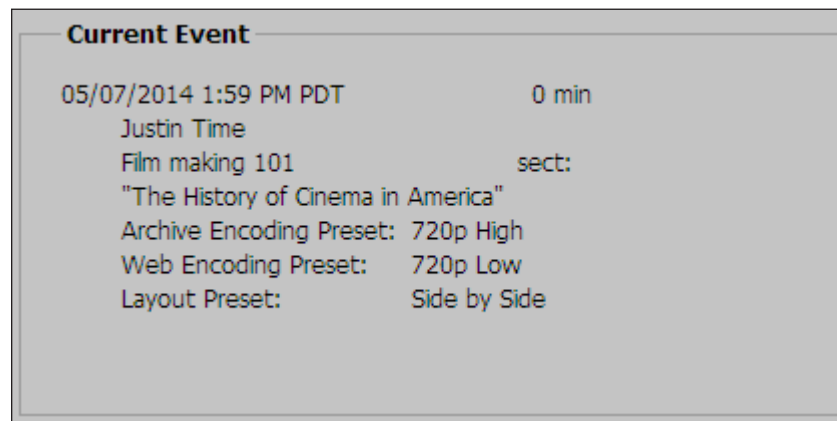 Current Event
05/07/2014 1:59 PM PDT 0 min
Justin Time
Film making 101 sect:
"The History of Cinema in America"
Archive Encoding Preset: 720p High
Web Encoding Preset: 720p Low
Layout Preset: Side by Side